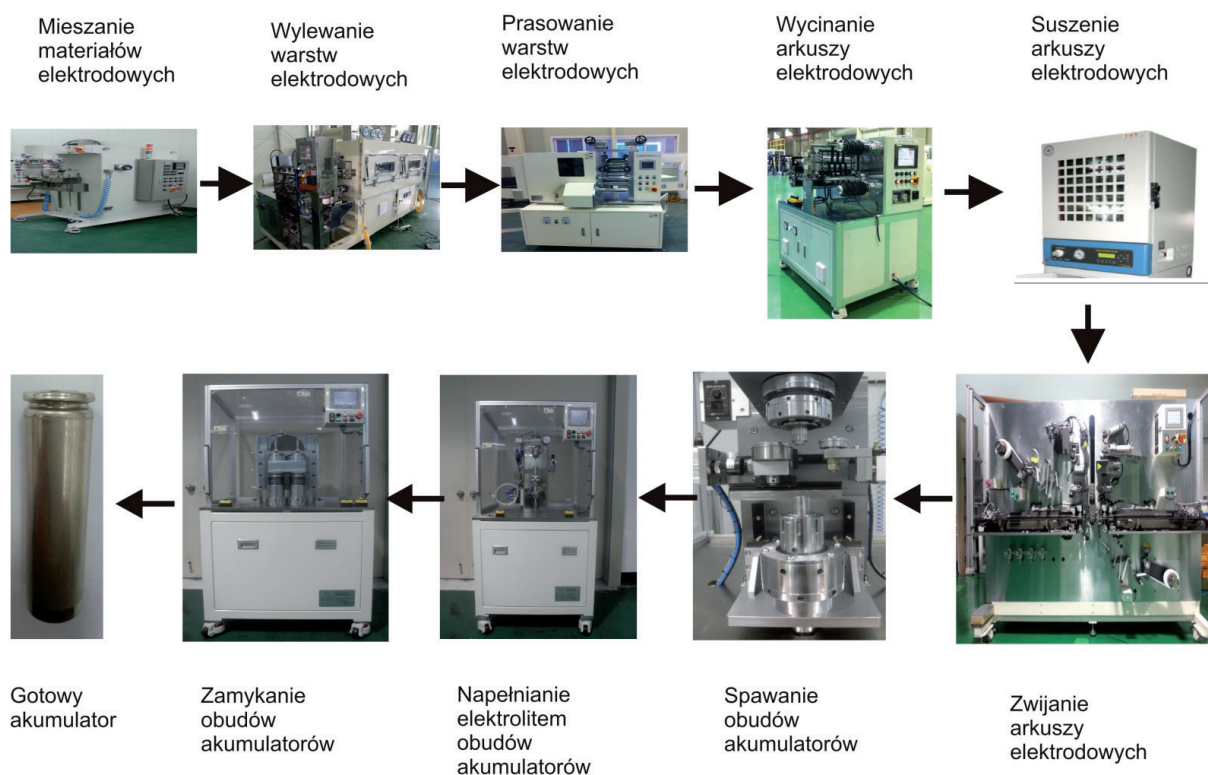 Mieszanie
materiałów
elektrodowych
Wylewanie
warstw
elektrodowych
Prasowanie
warstw
elektrodowych
Wycinanie
arkuszy
elektrodowych
Suszenie
arkuszy
elektrodowych
Gotowy
akumulator
Zamykanie
obudów
akumulatorów
Napełnianie
elektrolitem
obudów
akumulatorów
Spawanie
obudów
akumulatorów
Zwijanie
arkuszy
elektrodowych